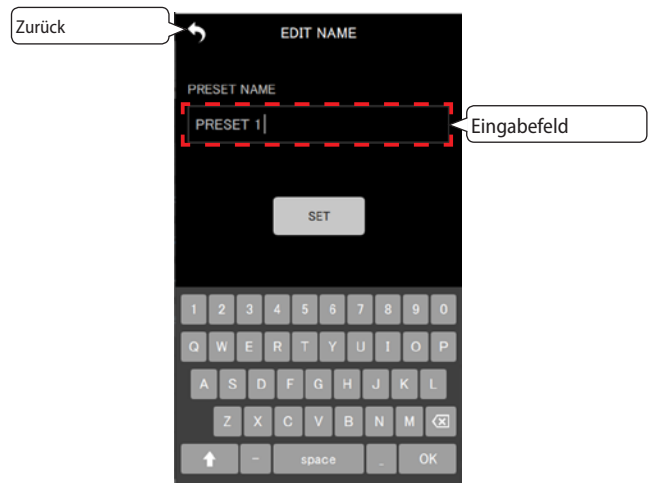 Zurück
EDIT NAME
PRESET NAME
PRESET 1
Eingabefeld
SET
1 2 3 4 5 6 7 8 9 0
Q W E R T Y U I O P
A S D F G H J K L
Z X C V B N M
- space _ OK